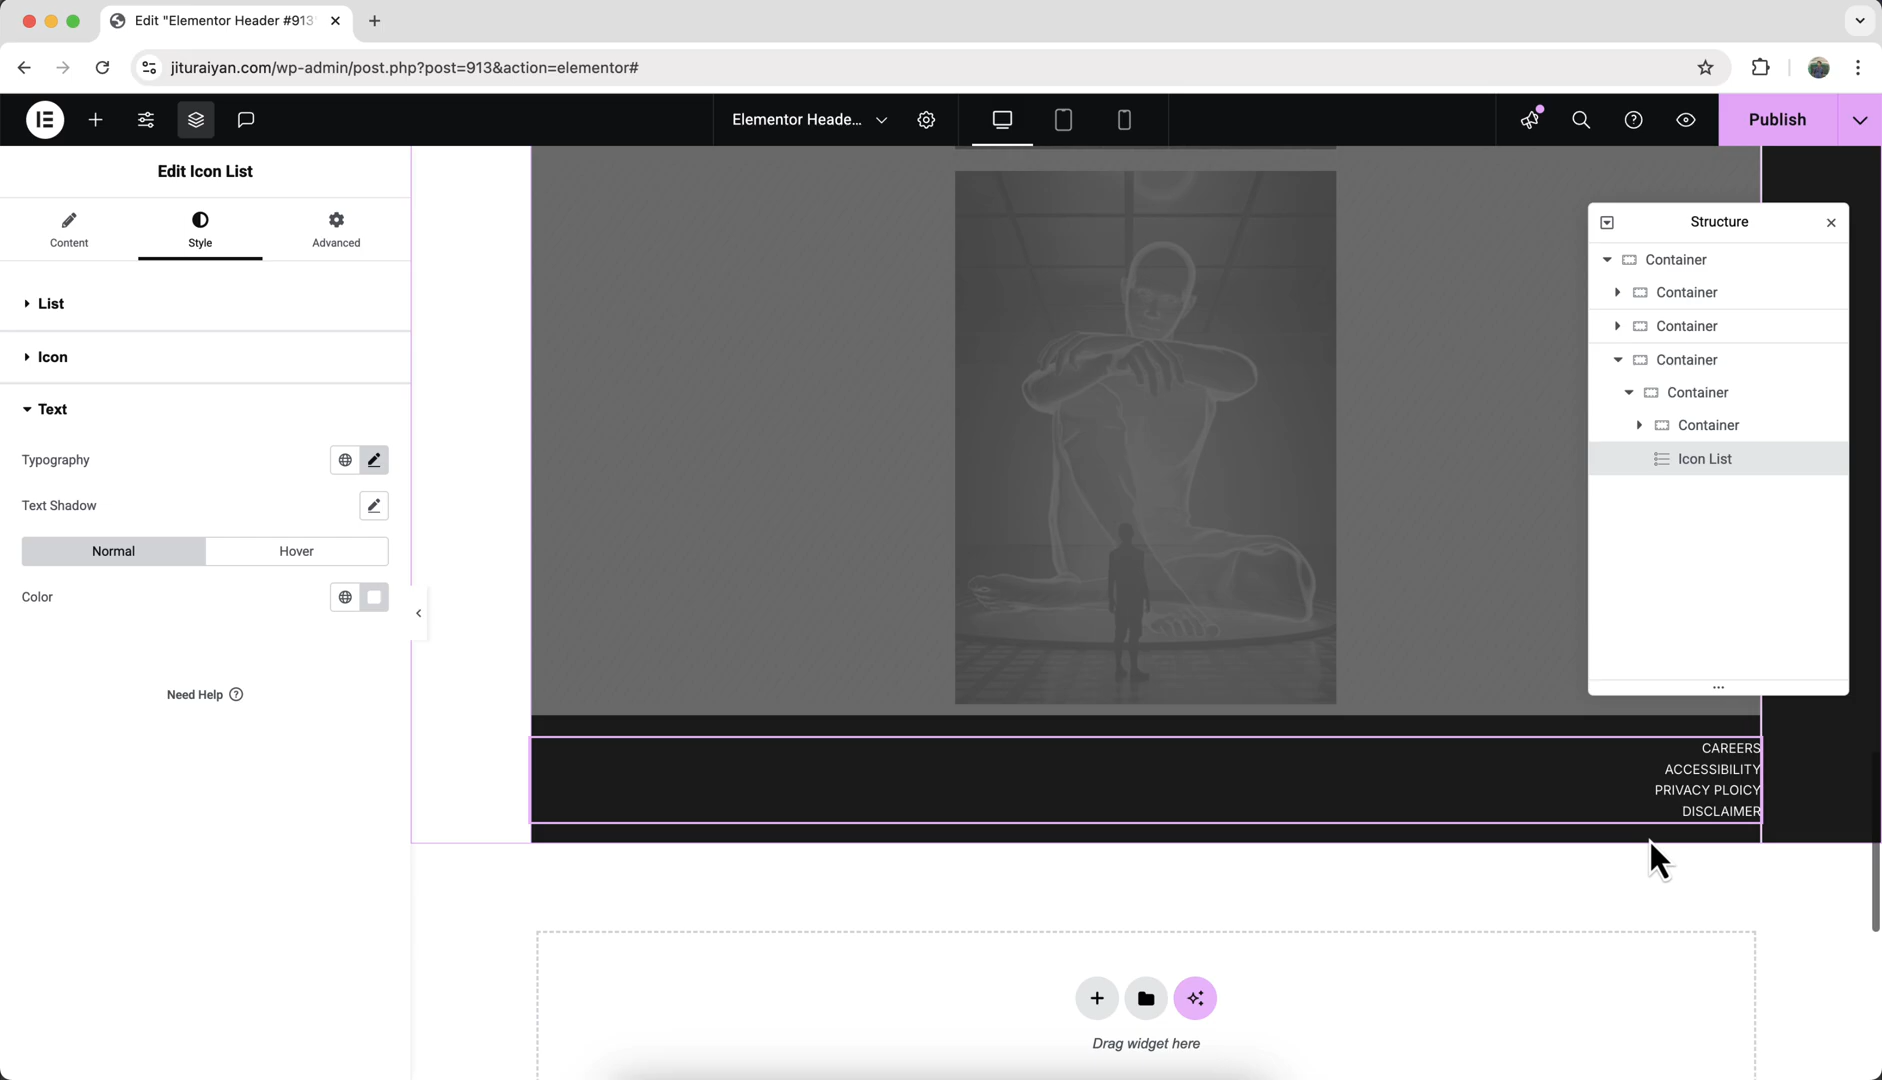 Edit "Elementor Header #913"
jituraiyan.com/wp-admin/post.php?post=913&action=elementor#
Elementor Heade...
Publish
Edit Icon List
Content
Style
Advanced
List
Icon
Text
Typography
Text Shadow
Normal
Hover
Color
Need Help
Structure
Container
Container
Container
Container
Container
Container
Icon List
CAREERS
ACCESSIBILITY
PRIVACY PLOICY
DISCLAIMER
Drag widget here